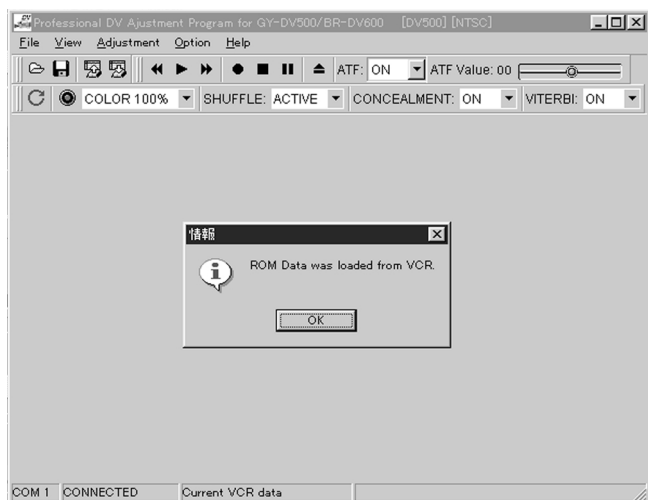 Professional DV Ajustment Program for GY-DV500/BR-DV600 [DV500] [NTSC]
File View Adjustment Option Help
ATF: ON ATF Value: 00
COLOR 100% SHUFFLE: ACTIVE CONCEALMENT: ON VITERBI: ON
情報
ROM Data was loaded from VCR.
OK
COM 1 CONNECTED Current VCR data